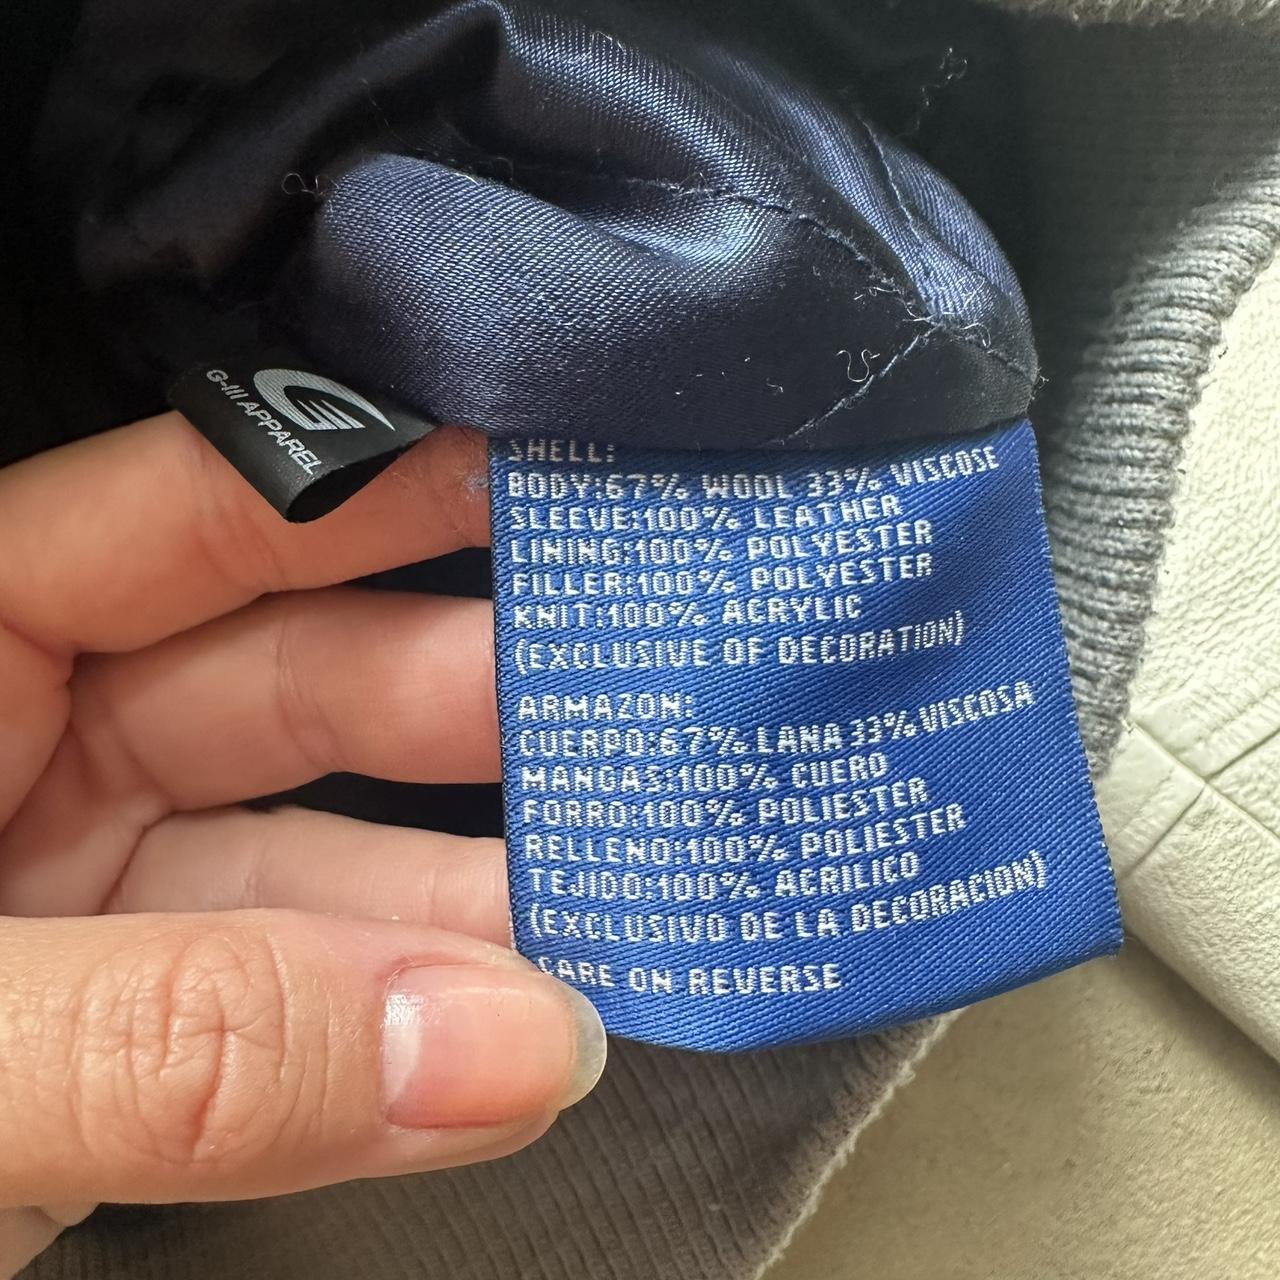 G-III APPAREL
SHELL:
BODY:67% WOOL 33% VISCOSE
SLEEVE:100% LEATHER
LINING:100% POLYESTER
FILLER:100% POLYESTER
KNIT:100% ACRYLIC
(EXCLUSIVE OF DECORATION)
ARMAZON:
CUERPO:67% LANA 33% VISCOSA
MANGAS:100% CUERO
FORRO:100% POLIESTER
RELLENO:100% POLIESTER
TEJIDO:100% ACRILICO
(EXCLUSIVO DE LA DECORACION)
CARE ON REVERSE